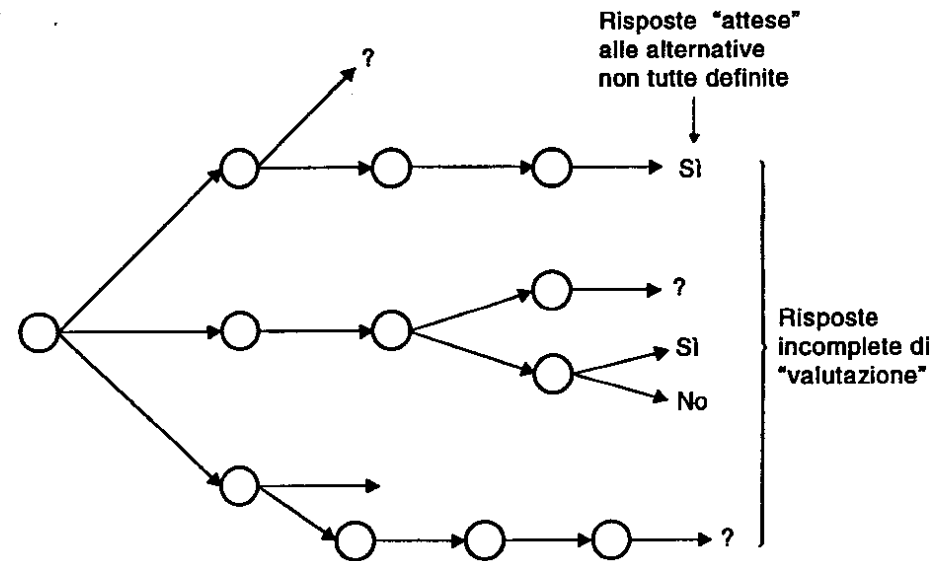 Risposte "attese"
alle alternative
non tutte definite
?
Sì
?
Sì
No
?
Risposte
incomplete di
"valutazione"